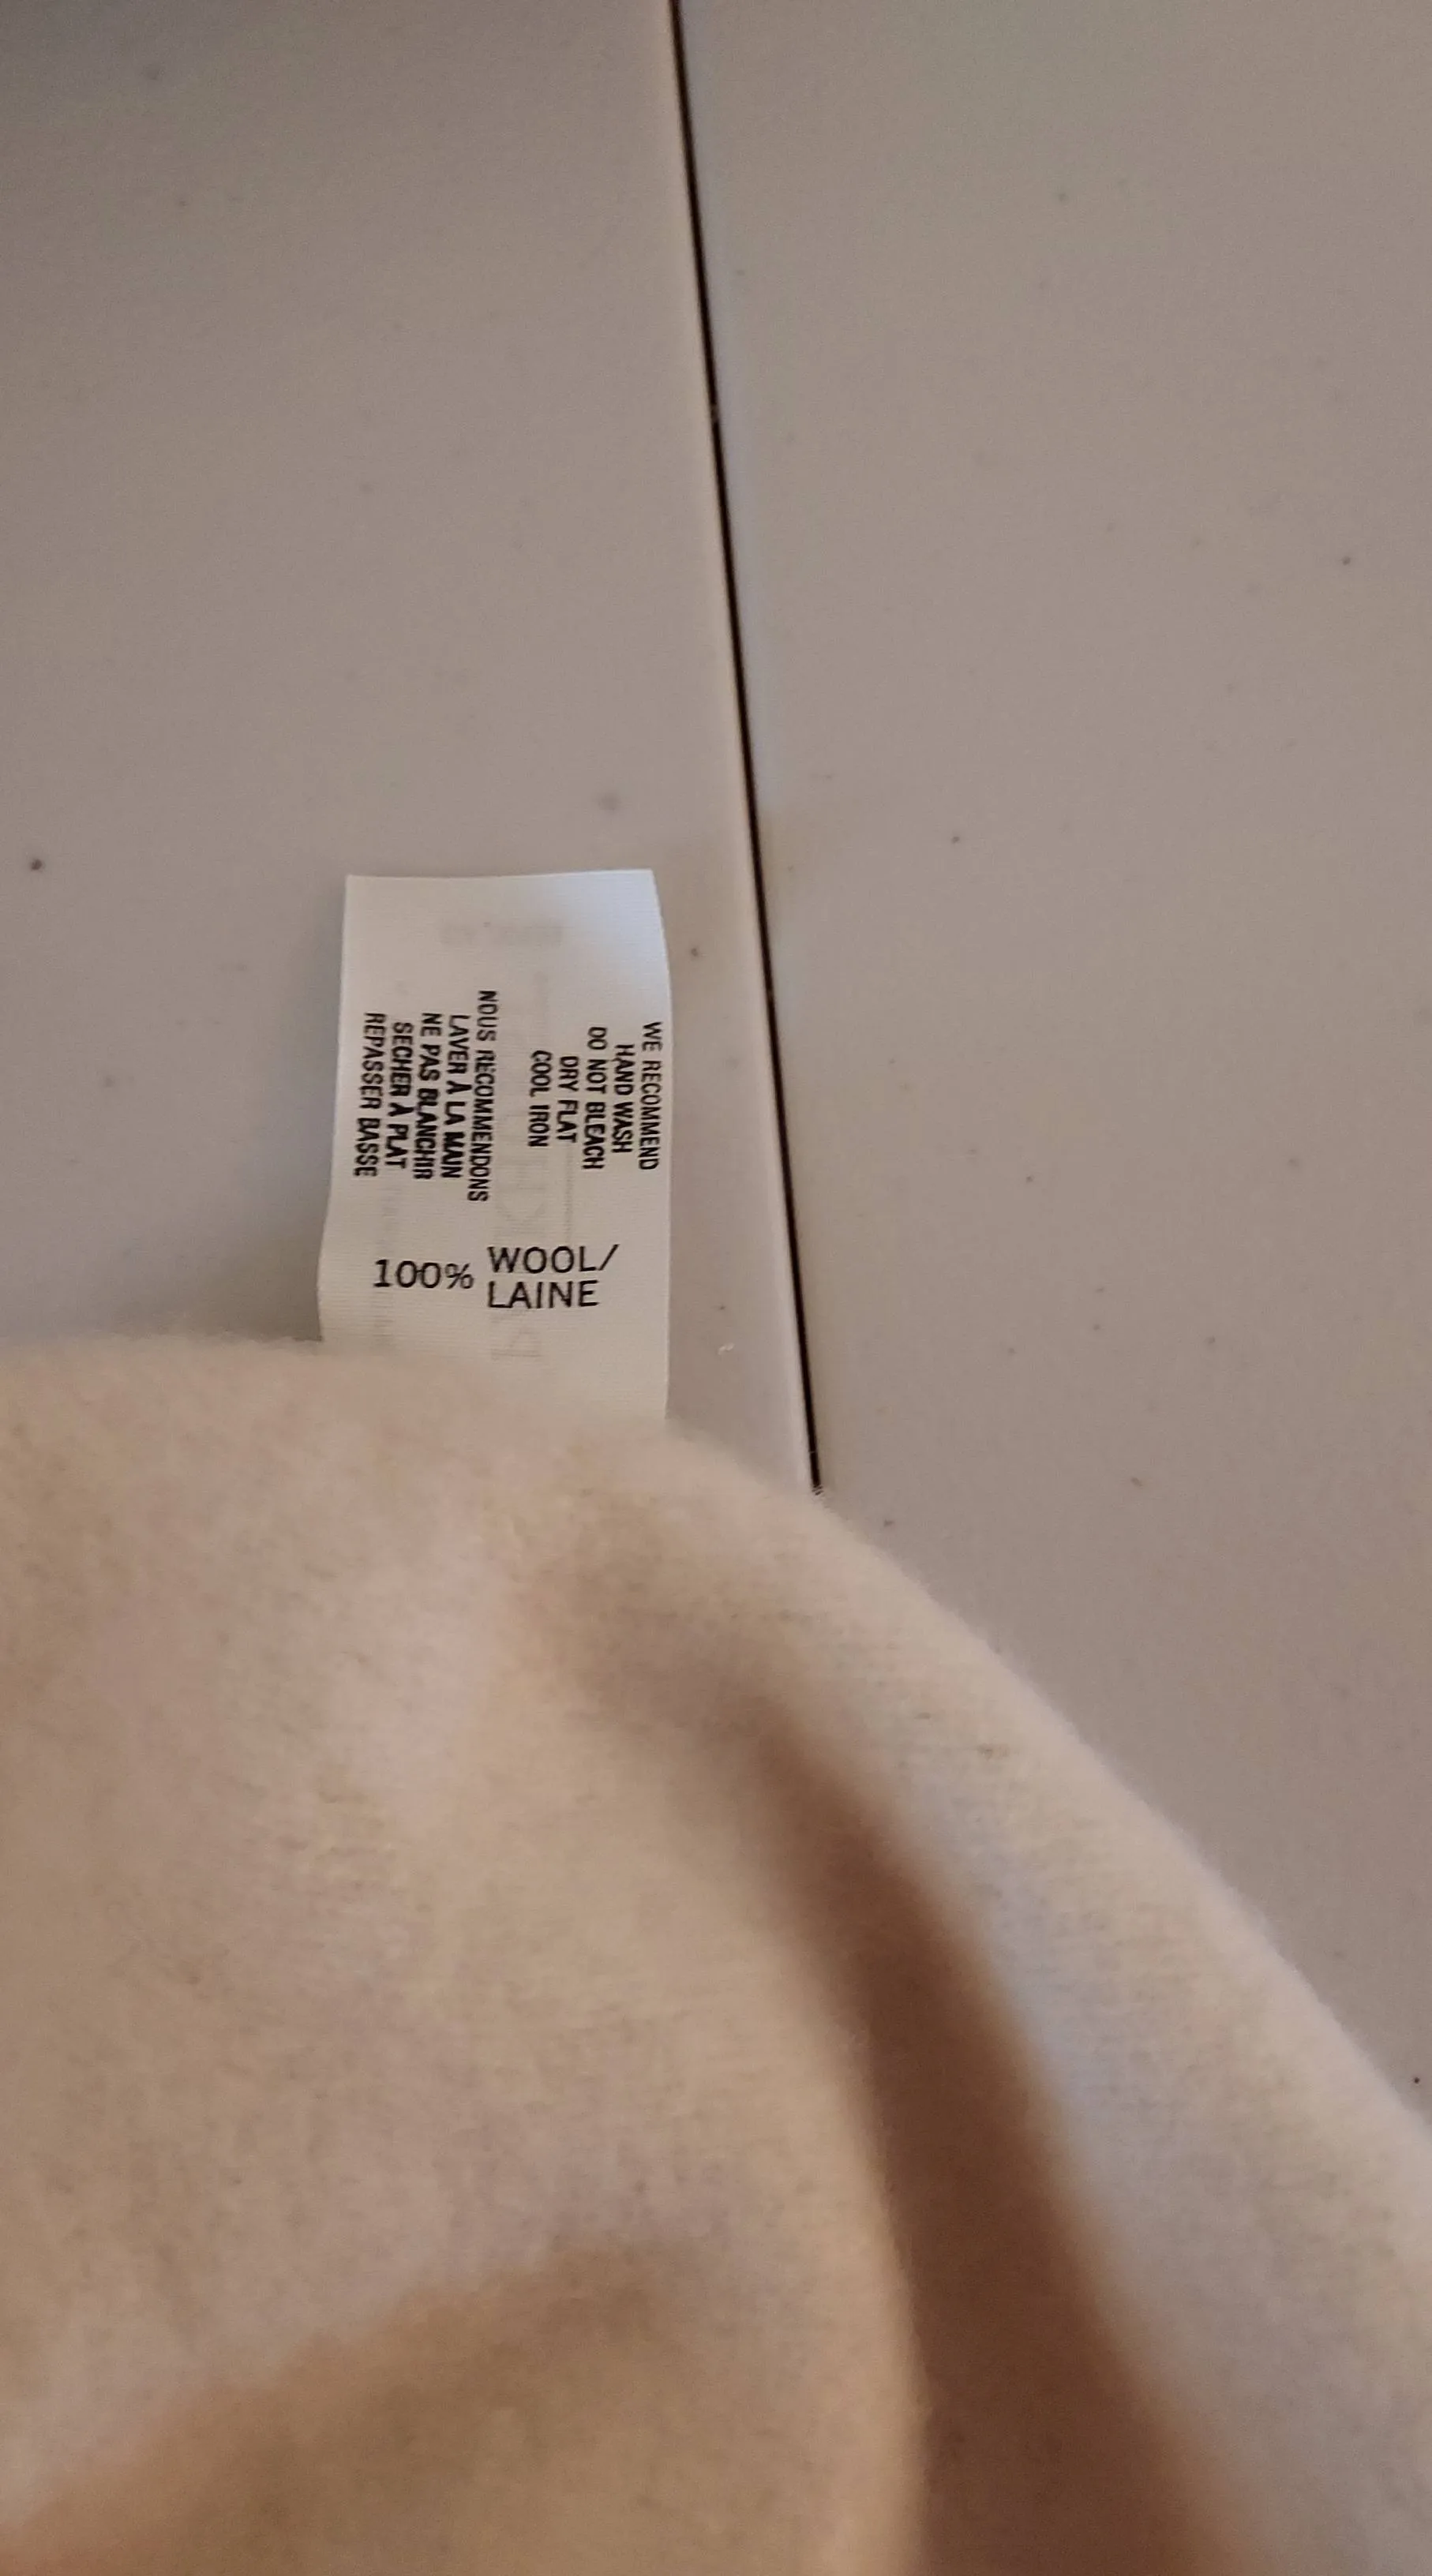 WE RECOMMEND
HAND WASH
DO NOT BLEACH
DRY FLAT
COOL IRON
NOUS RECOMMENDONS
LAVER À LA MAIN
NE PAS BLANCHIR
SECHER À PLAT
REPASSER BASSE
100% WOOL/
LAINE